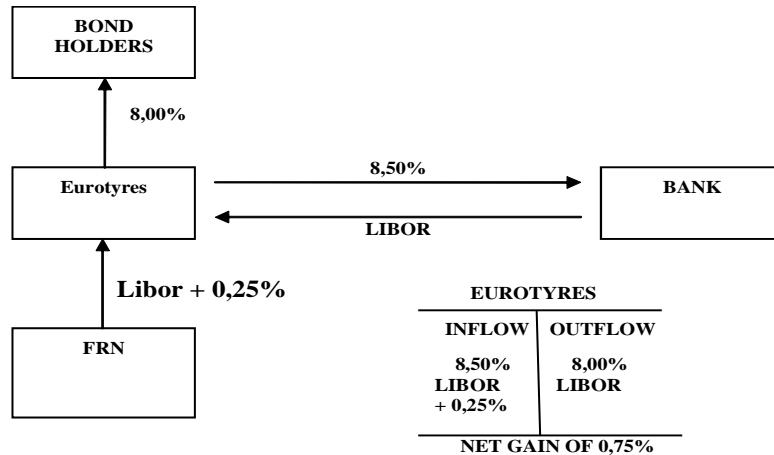 BOND
HOLDERS
8,00%
Eurotyres
8,50%
BANK
LIBOR
Libor + 0,25%
FRN
EUROTYRES
INFLOW OUTFLOW
8,50% 8,00%
LIBOR LIBOR
+ 0,25%
NET GAIN OF 0,75%